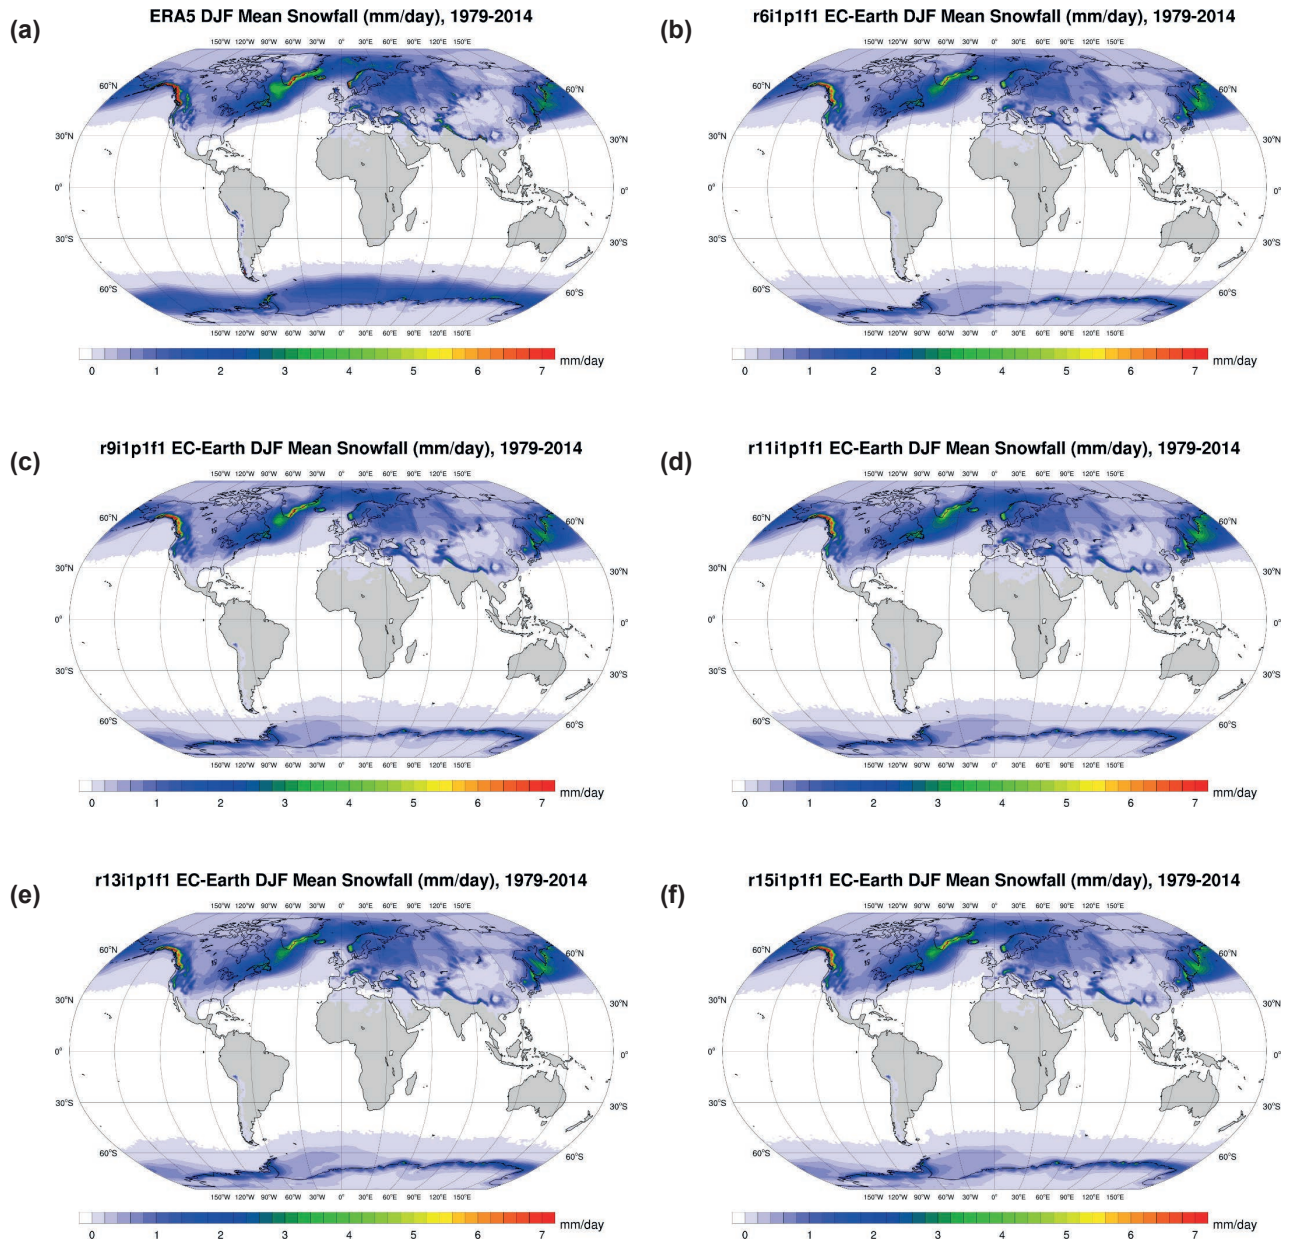 (a)
ERA5 DJF Mean Snowfall (mm/day), 1979-2014
150°W 120°W 90°W 60°W 30°W 0° 30°E 60°E 90°E 120°E 150°E
60°N 60°N
30°N 30°N
0° 0°
30°S 30°S
60°S 60°S
150°W 120°W 90°W 60°W 30°W 0° 30°E 60°E 90°E 120°E 150°E
0 1 2 3 4 5 6 7 mm/day
(b)
r6i1p1f1 EC-Earth DJF Mean Snowfall (mm/day), 1979-2014
150°W 120°W 90°W 60°W 30°W 0° 30°E 60°E 90°E 120°E 150°E
60°N 60°N
30°N 30°N
0° 0°
30°S 30°S
60°S 60°S
150°W 120°W 90°W 60°W 30°W 0° 30°E 60°E 90°E 120°E 150°E
0 1 2 3 4 5 6 7 mm/day
(c)
r9i1p1f1 EC-Earth DJF Mean Snowfall (mm/day), 1979-2014
150°W 120°W 90°W 60°W 30°W 0° 30°E 60°E 90°E 120°E 150°E
60°N 60°N
30°N 30°N
0° 0°
30°S 30°S
60°S 60°S
150°W 120°W 90°W 60°W 30°W 0° 30°E 60°E 90°E 120°E 150°E
0 1 2 3 4 5 6 7 mm/day
(d)
r11i1p1f1 EC-Earth DJF Mean Snowfall (mm/day), 1979-2014
150°W 120°W 90°W 60°W 30°W 0° 30°E 60°E 90°E 120°E 150°E
60°N 60°N
30°N 30°N
0° 0°
30°S 30°S
60°S 60°S
150°W 120°W 90°W 60°W 30°W 0° 30°E 60°E 90°E 120°E 150°E
0 1 2 3 4 5 6 7 mm/day
(e)
r13i1p1f1 EC-Earth DJF Mean Snowfall (mm/day), 1979-2014
150°W 120°W 90°W 60°W 30°W 0° 30°E 60°E 90°E 120°E 150°E
60°N 60°N
30°N 30°N
0° 0°
30°S 30°S
60°S 60°S
150°W 120°W 90°W 60°W 30°W 0° 30°E 60°E 90°E 120°E 150°E
0 1 2 3 4 5 6 7 mm/day
(f)
r15i1p1f1 EC-Earth DJF Mean Snowfall (mm/day), 1979-2014
150°W 120°W 90°W 60°W 30°W 0° 30°E 60°E 90°E 120°E 150°E
60°N 60°N
30°N 30°N
0° 0°
30°S 30°S
60°S 60°S
150°W 120°W 90°W 60°W 30°W 0° 30°E 60°E 90°E 120°E 150°E
0 1 2 3 4 5 6 7 mm/day